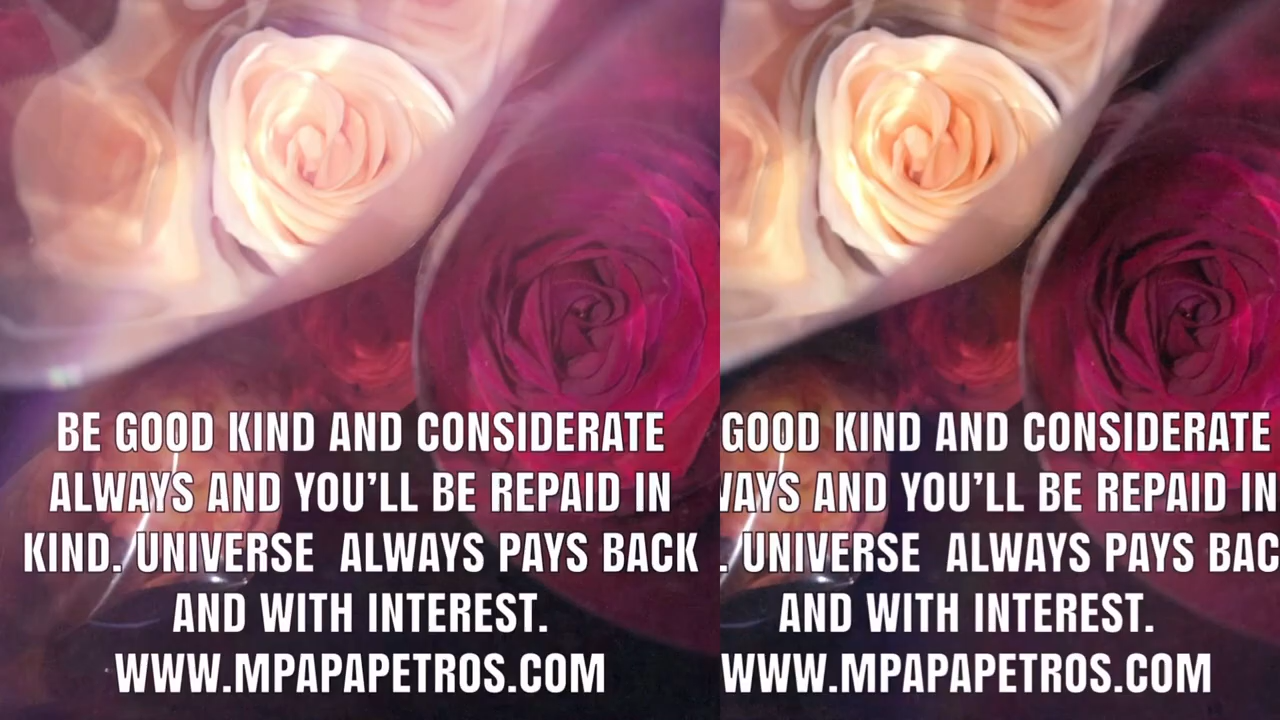 BE GOOD KIND AND CONSIDERATE
ALWAYS AND YOU’LL BE REPAID IN
KIND. UNIVERSE ALWAYS PAYS BACK
AND WITH INTEREST.
WWW.MPAPAPETROS.COM
GOOD KIND AND CONSIDERATE
WAYS AND YOU’LL BE REPAID IN
. UNIVERSE ALWAYS PAYS BAC
AND WITH INTEREST.
WWW.MPAPAPETROS.COM